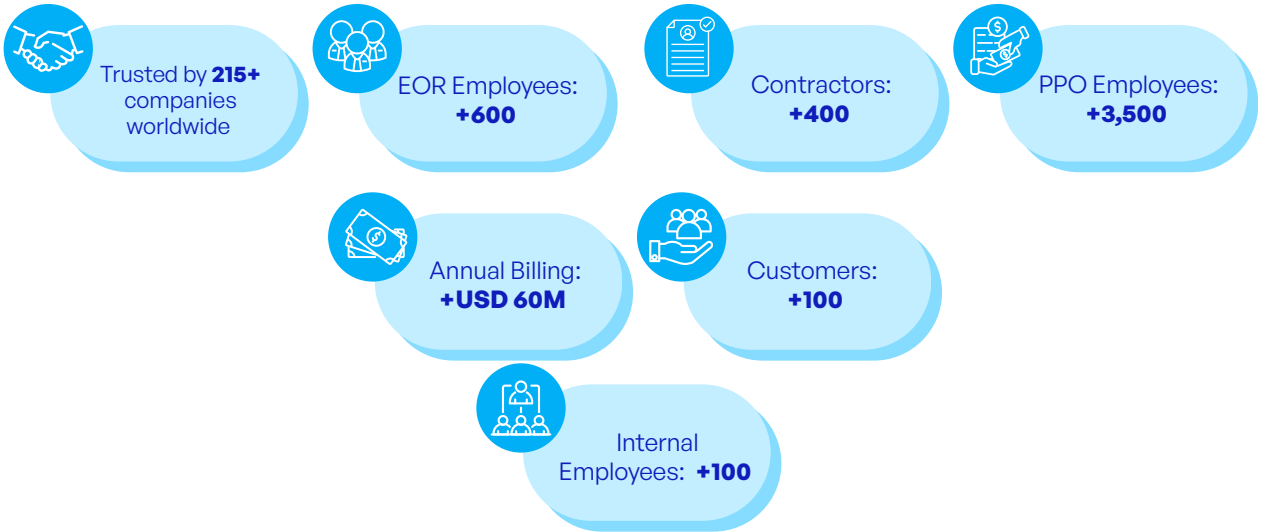 Trusted by 215+
companies
worldwide
EOR Employees:
+600
Contractors:
+400
PPO Employees:
+3,500
Annual Billing:
+USD 60M
Customers:
+100
Internal
Employees: +100